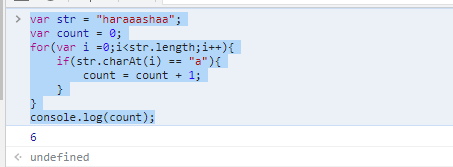 > var str = "haraaashaa";
var count = 0;
for(var i =0;i<str.length;i++){
    if(str.charAt(i) == "a"){
        count = count + 1;
    }
}
console.log(count);
6
< undefined